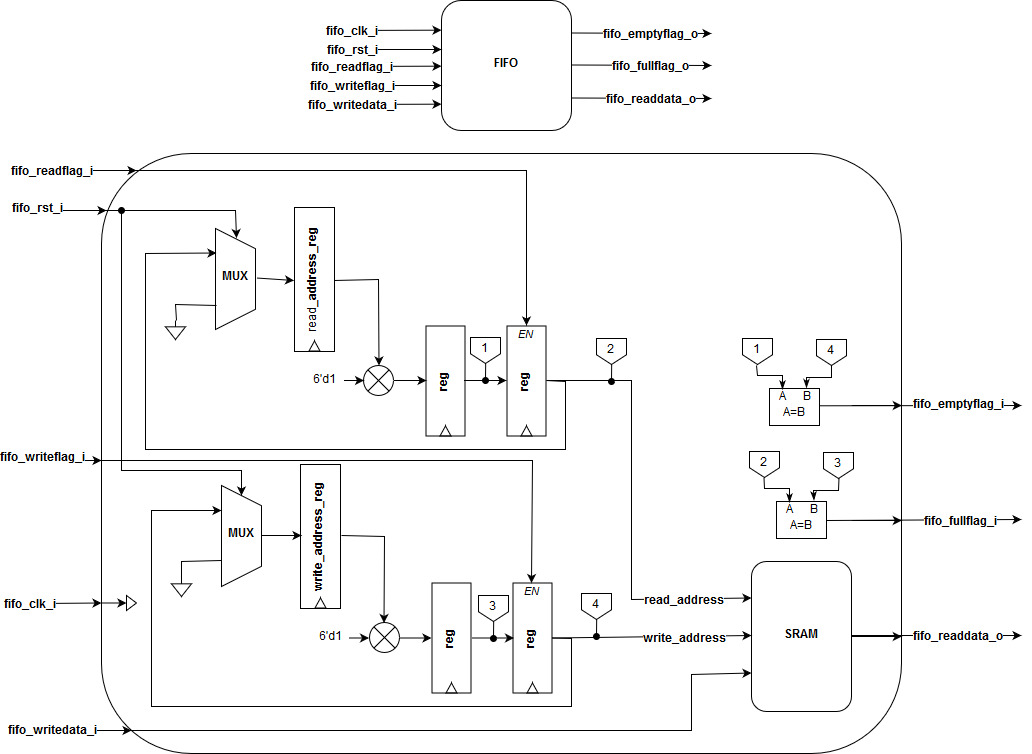 fifo_clk_i
fifo_rst_i
fifo_readflag_i
fifo_writeflag_i
fifo_writedata_i
FIFO
fifo_emptyflag_o
fifo_fullflag_o
fifo_readdata_o
fifo_readflag_i
fifo_rst_i
MUX
read_address_reg
6'd1
reg
1
EN
reg
2
1
4
A B
A=B
fifo_emptyflag_i
fifo_writeflag_i
MUX
write_address_reg
6'd1
reg
3
EN
reg
4
2
3
A B
A=B
fifo_fullflag_i
fifo_clk_i
read_address
write_address
SRAM
fifo_readdata_o
fifo_writedata_i